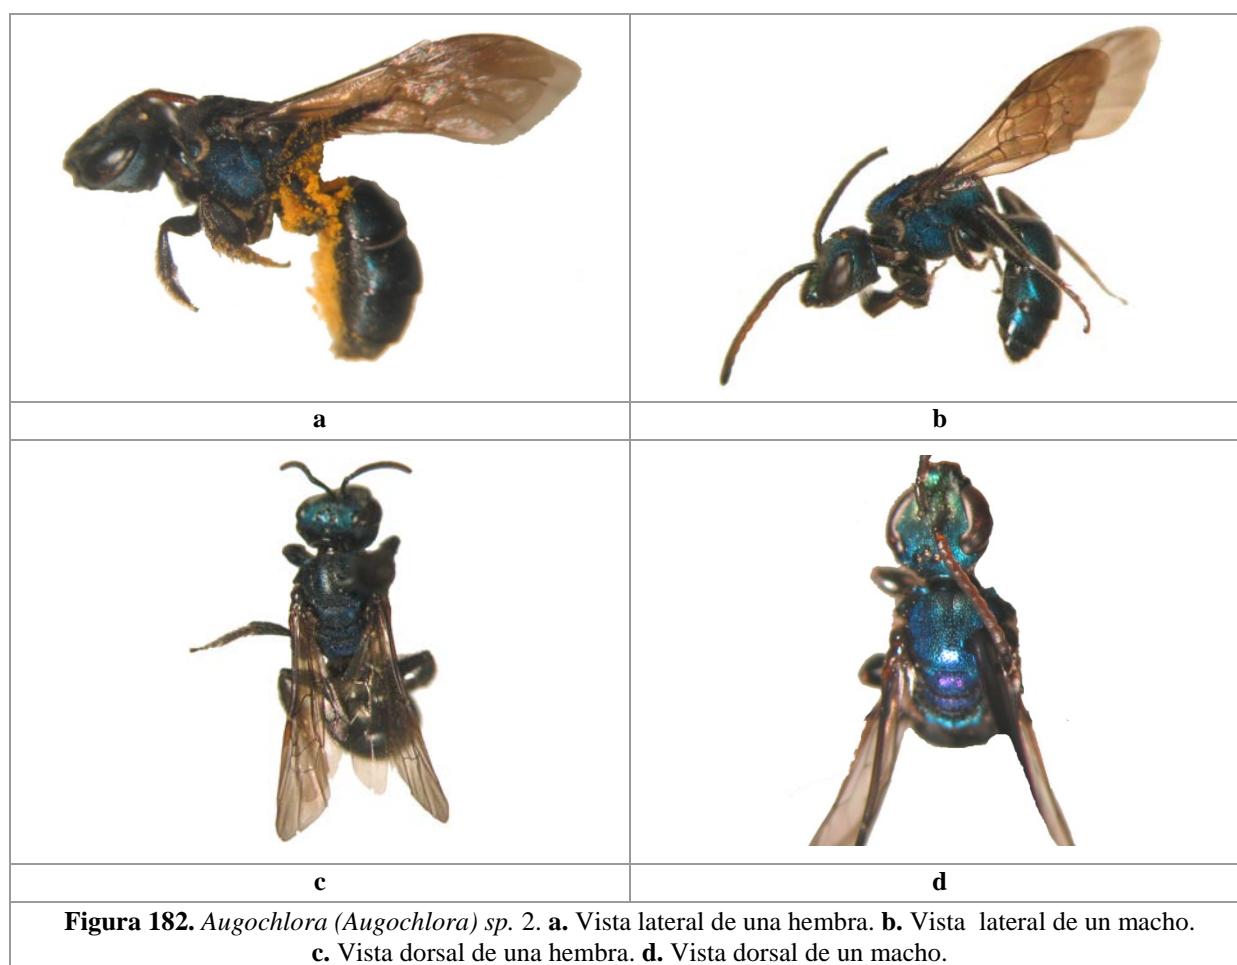 a
b
c
d
Figura 182. Augochlora (Augochlora) sp. 2. a. Vista lateral de una hembra. b. Vista lateral de un macho.
c. Vista dorsal de una hembra. d. Vista dorsal de un macho.